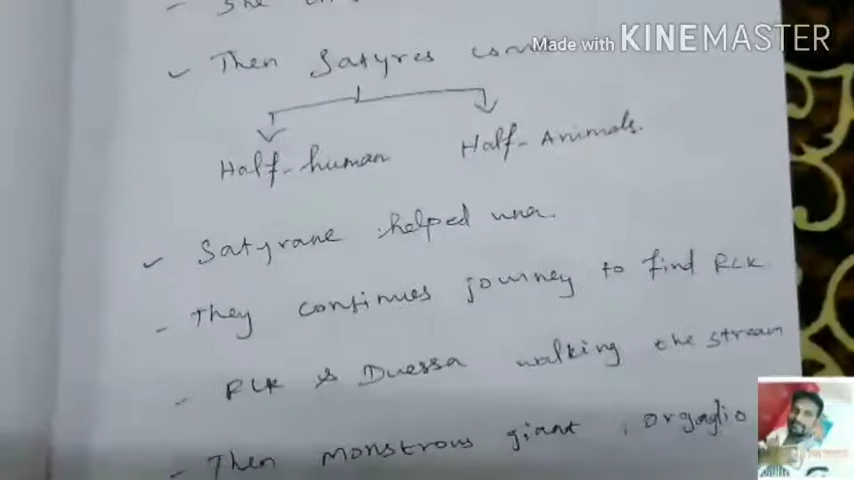 - She
✓ Then Satyres
Made with KINEMASTER
Half-human Half-Animals.
✓ Satyrane helped una.
- They continues journey to find RCK.
- RCK & Duessa walking the stream
- Then monstrous giant, orgaglio